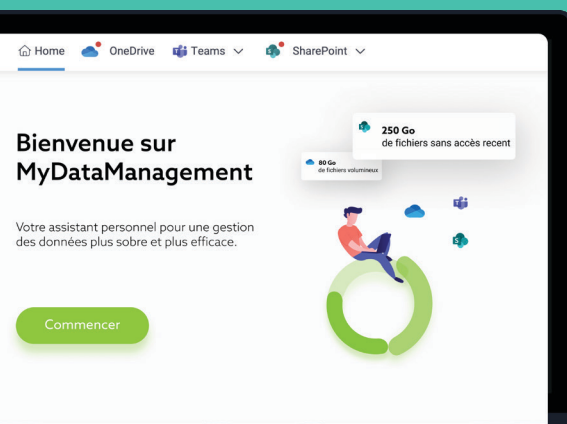 Home OneDrive Teams SharePoint
Bienvenue sur
MyDataManagement
Votre assistant personnel pour une gestion
des données plus sobre et plus efficace.
Commencer
250 Go
de fichiers sans accès recent
80 Go
de fichiers volumineux